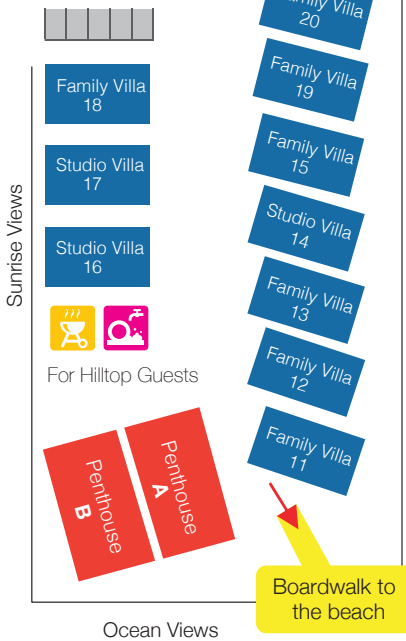 Family Villa
20
Family Villa
19
Family Villa
18
Family Villa
15
Studio Villa
17
Studio Villa
14
Studio Villa
16
Family Villa
13
Sunrise Views
For Hilltop Guests
Family Villa
12
Family Villa
11
Penthouse
A
Penthouse
B
Boardwalk to
the beach
Ocean Views